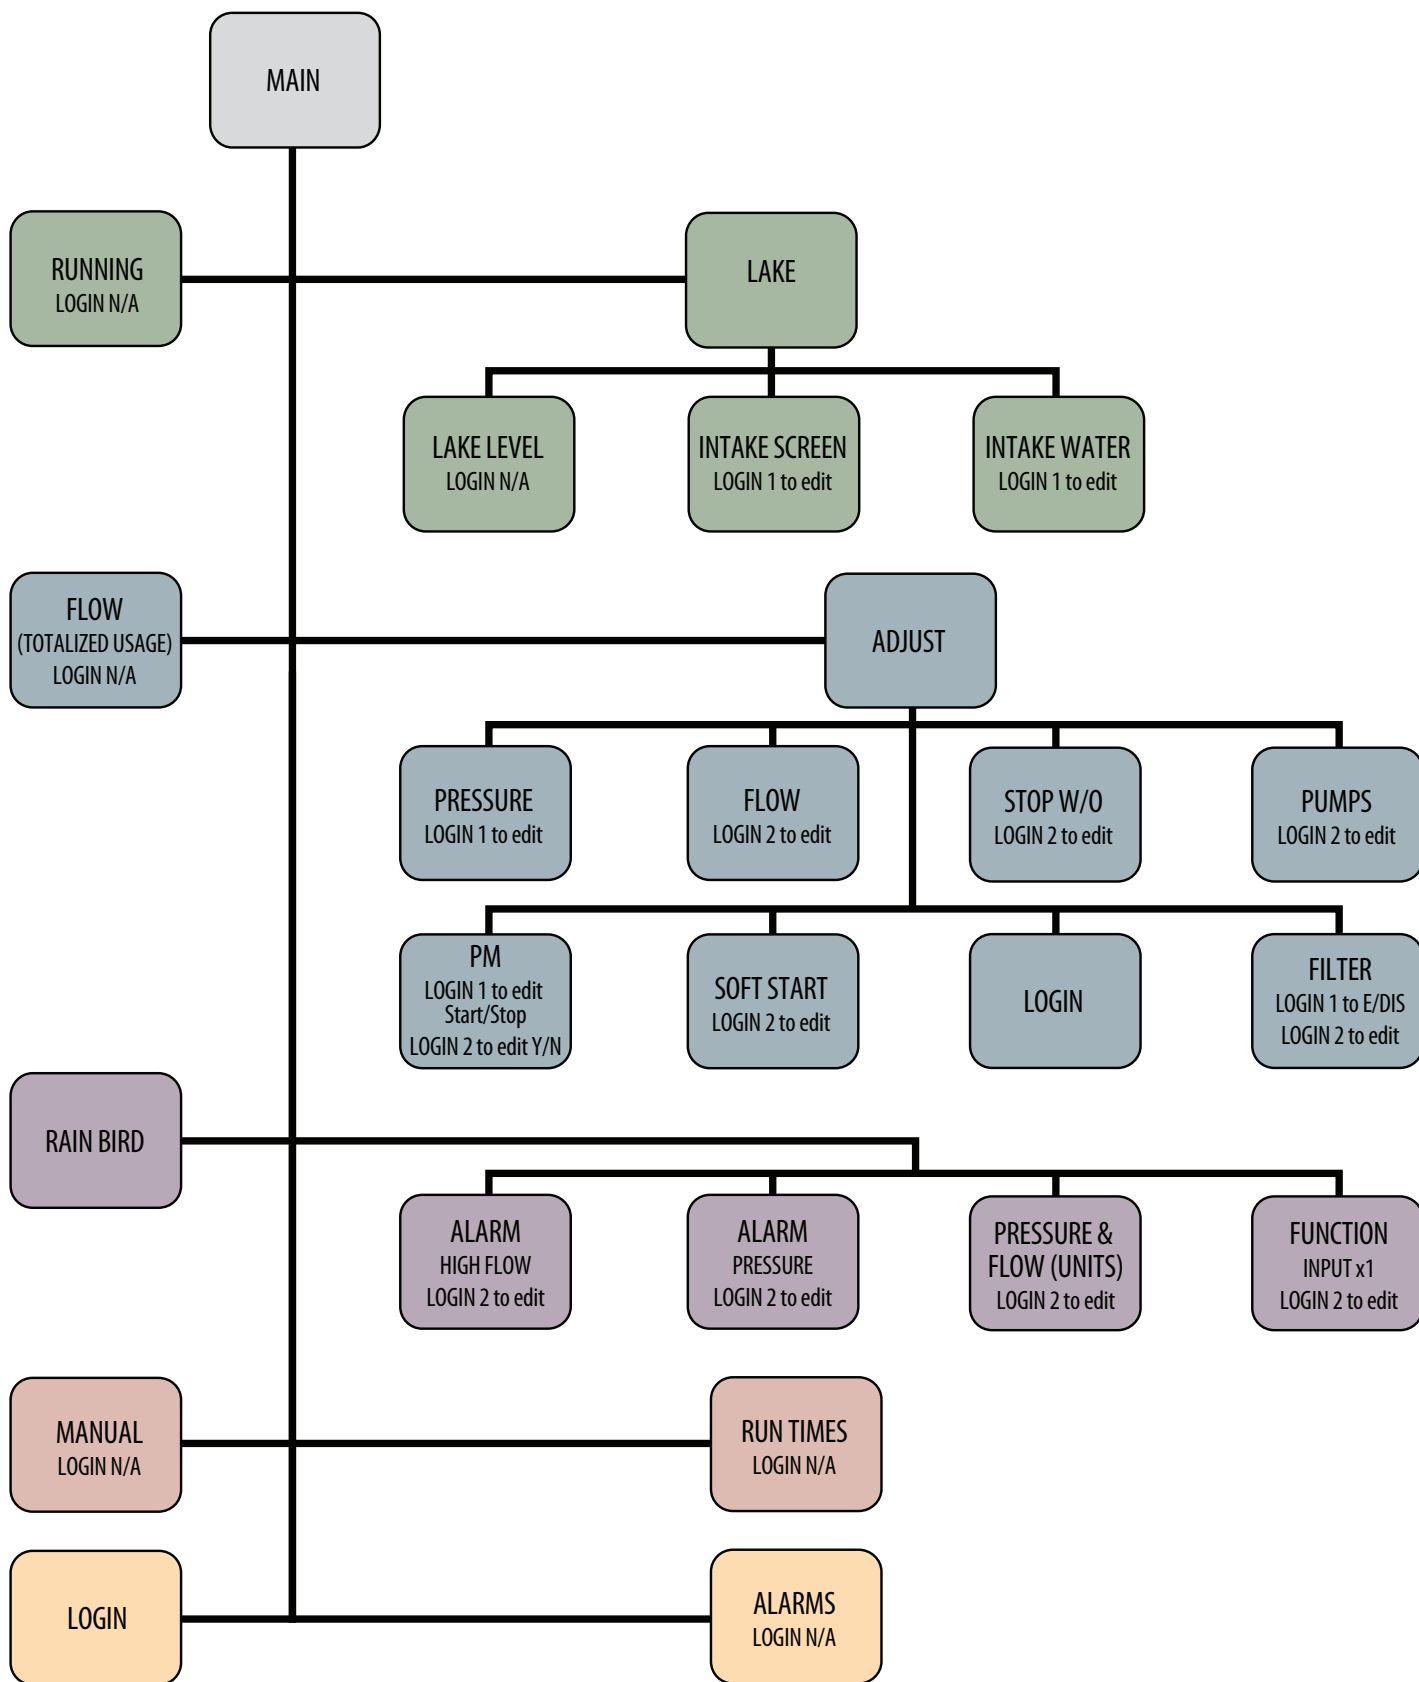 MAIN
RUNNING
LOGIN N/A
LAKE
LAKE LEVEL
LOGIN N/A
INTAKE SCREEN
LOGIN 1 to edit
INTAKE WATER
LOGIN 1 to edit
FLOW
(TOTALIZED USAGE)
LOGIN N/A
ADJUST
PRESSURE
LOGIN 1 to edit
FLOW
LOGIN 2 to edit
STOP W/O
LOGIN 2 to edit
PUMPS
LOGIN 2 to edit
PM
LOGIN 1 to edit
Start/Stop
LOGIN 2 to edit Y/N
SOFT START
LOGIN 2 to edit
LOGIN
FILTER
LOGIN 1 to E/DIS
LOGIN 2 to edit
RAIN BIRD
ALARM
HIGH FLOW
LOGIN 2 to edit
ALARM
PRESSURE
LOGIN 2 to edit
PRESSURE &
FLOW (UNITS)
LOGIN 2 to edit
FUNCTION
INPUT x1
LOGIN 2 to edit
MANUAL
LOGIN N/A
RUN TIMES
LOGIN N/A
LOGIN
ALARMS
LOGIN N/A